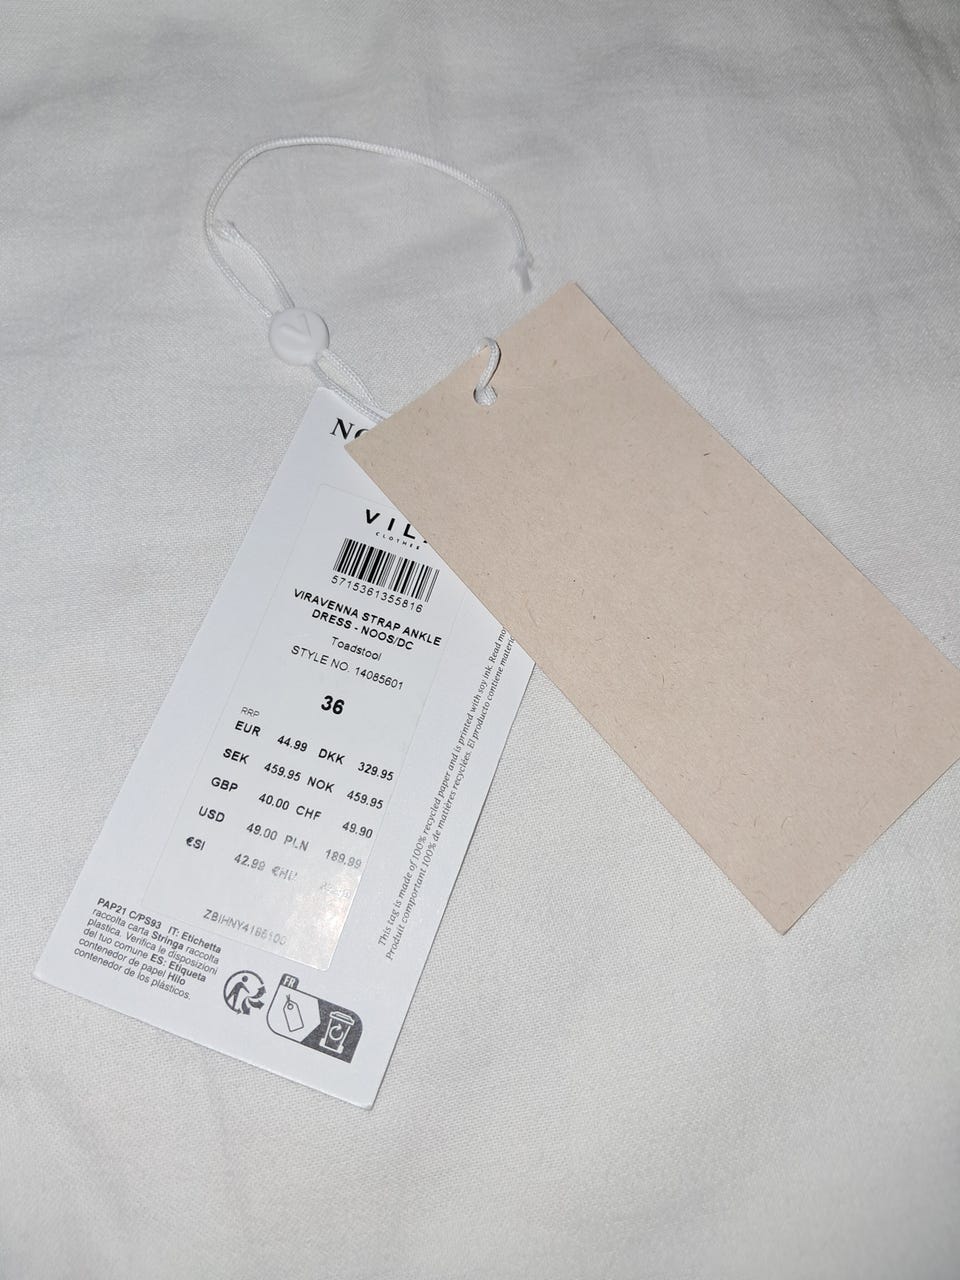 V
VIL
CLOTHES
5715361355816
VIRAVENNA STRAP ANKLE
DRESS - NOOS/DC
Toadstool
STYLE NO. 14085601
36
RRP
EUR 44.99 DKK 329.95
SEK 459.95 NOK 459.95
GBP 40.00 CHF 49.90
USD 49.00 PLN 189.99
€SI 42.99
PAP21 C/PS93 IT: Etichetta
raccolta carta Stringa raccolta
plastica. Verifica le disposizioni
del tuo comune ES: Etiqueta
contenedor de papel Hilo
contenedor de los plásticos.
FR
This tag is made of 100% recycled paper and is printed with soy ink. Read
Produit comportant 100% de matières recyclées. El producto contiene